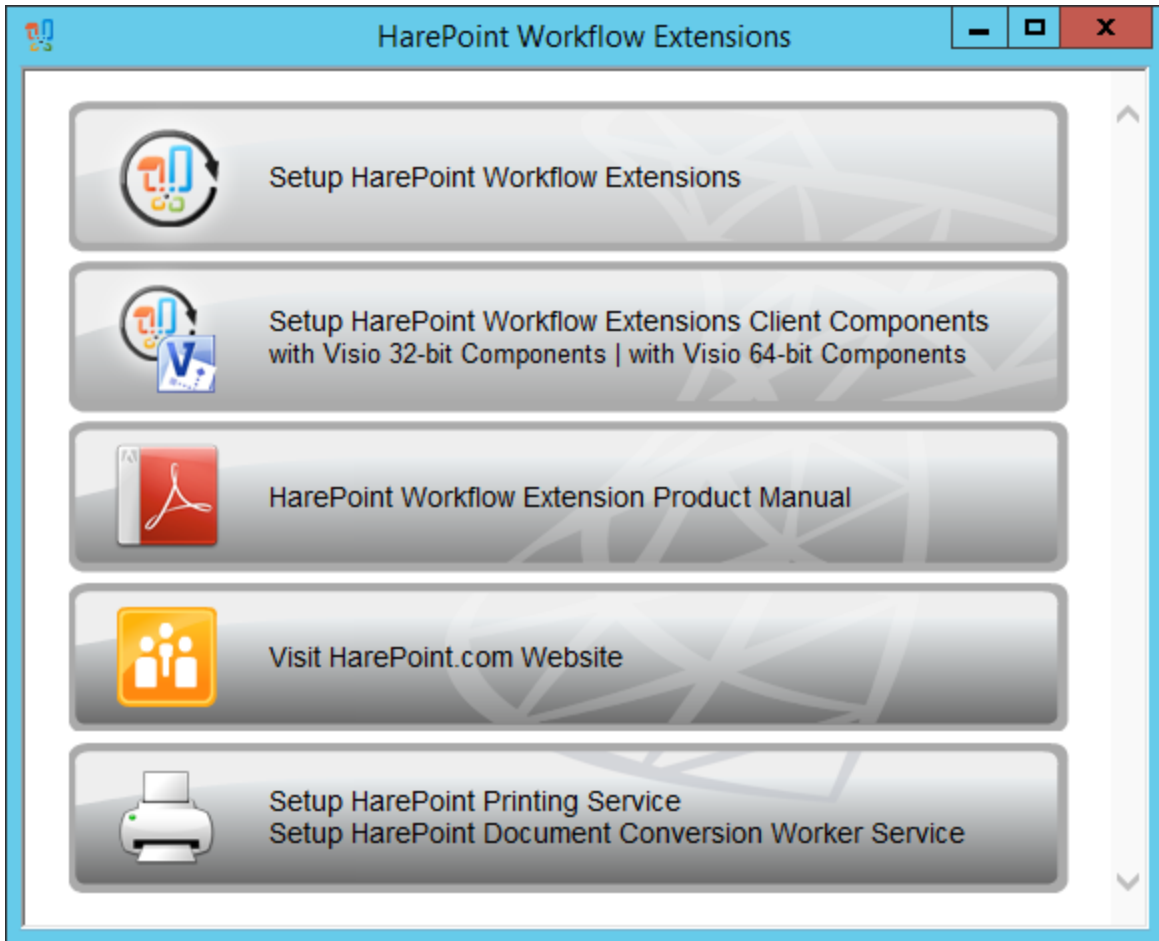 HarePoint Workflow Extensions
Setup HarePoint Workflow Extensions
Setup HarePoint Workflow Extensions Client Components
with Visio 32-bit Components | with Visio 64-bit Components
HarePoint Workflow Extension Product Manual
Visit HarePoint.com Website
Setup HarePoint Printing Service
Setup HarePoint Document Conversion Worker Service